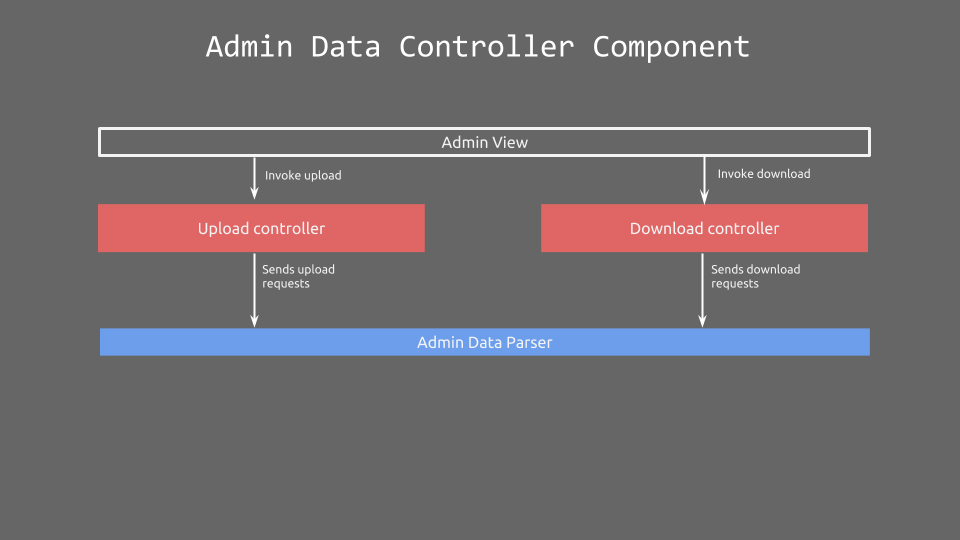 Admin Data Controller Component
Admin View
Invoke upload
Invoke download
Upload controller
Download controller
Sends upload
requests
Sends download
requests
Admin Data Parser